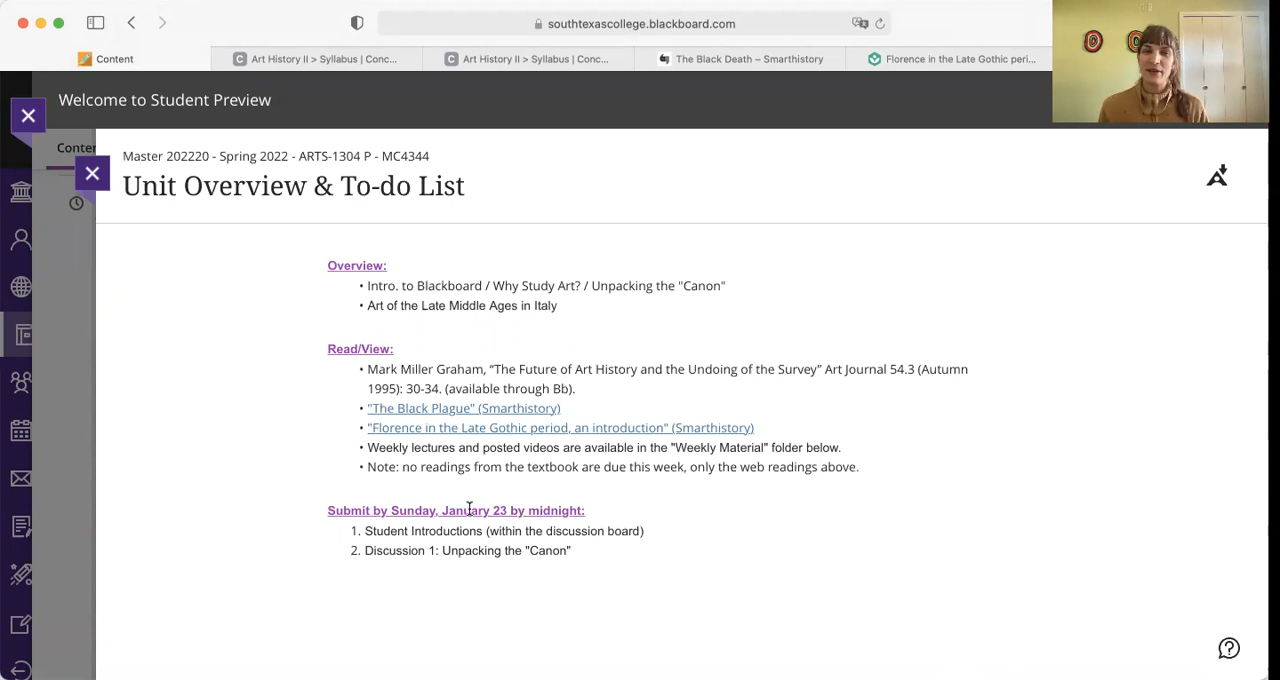 southtexascollege.blackboard.com
Content
Art History II > Syllabus | Conc...
Art History II > Syllabus | Conc...
The Black Death – Smarthistory
Florence in the Late Gothic peri...
Welcome to Student Preview
Conter
Master 202220 - Spring 2022 - ARTS-1304 P - MC4344
Unit Overview & To-do List
Overview:
• Intro. to Blackboard / Why Study Art? / Unpacking the "Canon"
• Art of the Late Middle Ages in Italy
Read/View:
• Mark Miller Graham, “The Future of Art History and the Undoing of the Survey” Art Journal 54.3 (Autumn
1995): 30-34. (available through Bb).
• "The Black Plague" (Smarthistory)
• "Florence in the Late Gothic period, an introduction" (Smarthistory)
• Weekly lectures and posted videos are available in the "Weekly Material" folder below.
• Note: no readings from the textbook are due this week, only the web readings above.
Submit by Sunday, January 23 by midnight:
1. Student Introductions (within the discussion board)
2. Discussion 1: Unpacking the "Canon"